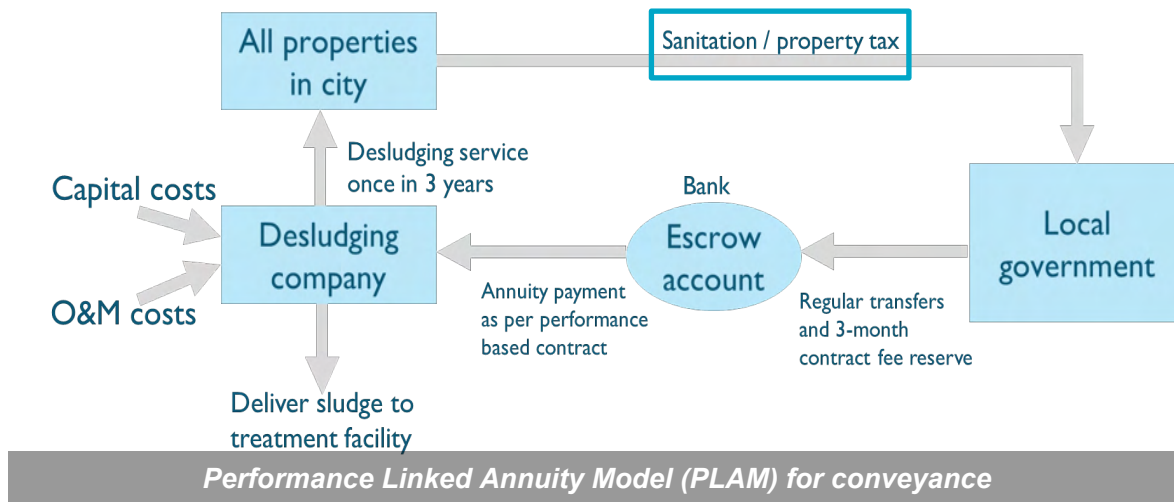 All properties
in city
Sanitation / property tax
Desludging service
once in 3 years
Capital costs
Desludging
company
O&M costs
Bank
Escrow
account
Local
government
Annuity payment
as per performance
based contract
Regular transfers
and 3-month
contract fee reserve
Deliver sludge to
treatment facility
Performance Linked Annuity Model (PLAM) for conveyance